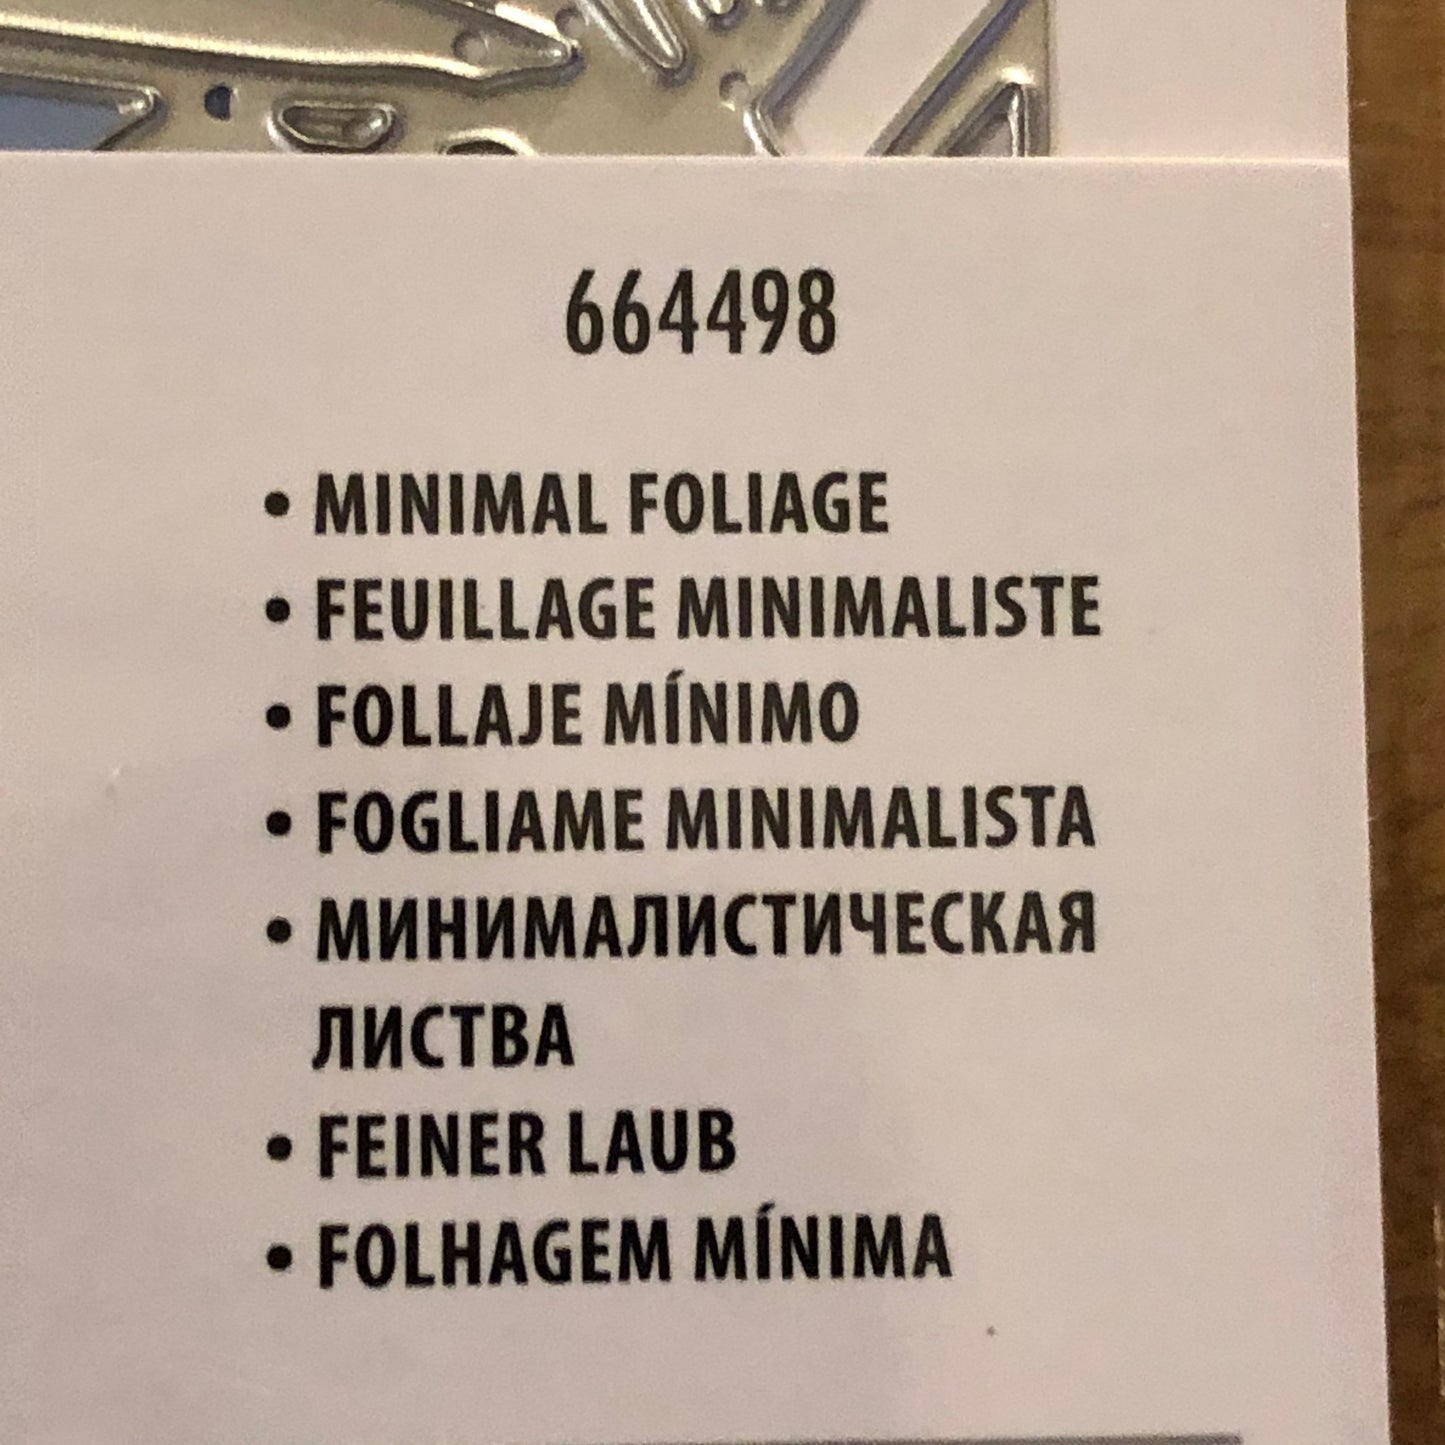 664498
• MINIMAL FOLIAGE
• FEUILLAGE MINIMALISTE
• FOLLAJE MÍNIMO
• FOGLIAME MINIMALISTA
• МИНИМАЛИСТИЧЕСКАЯ
ЛИСТВА
• FEINER LAUB
• FOLHAGEM MÍNIMA